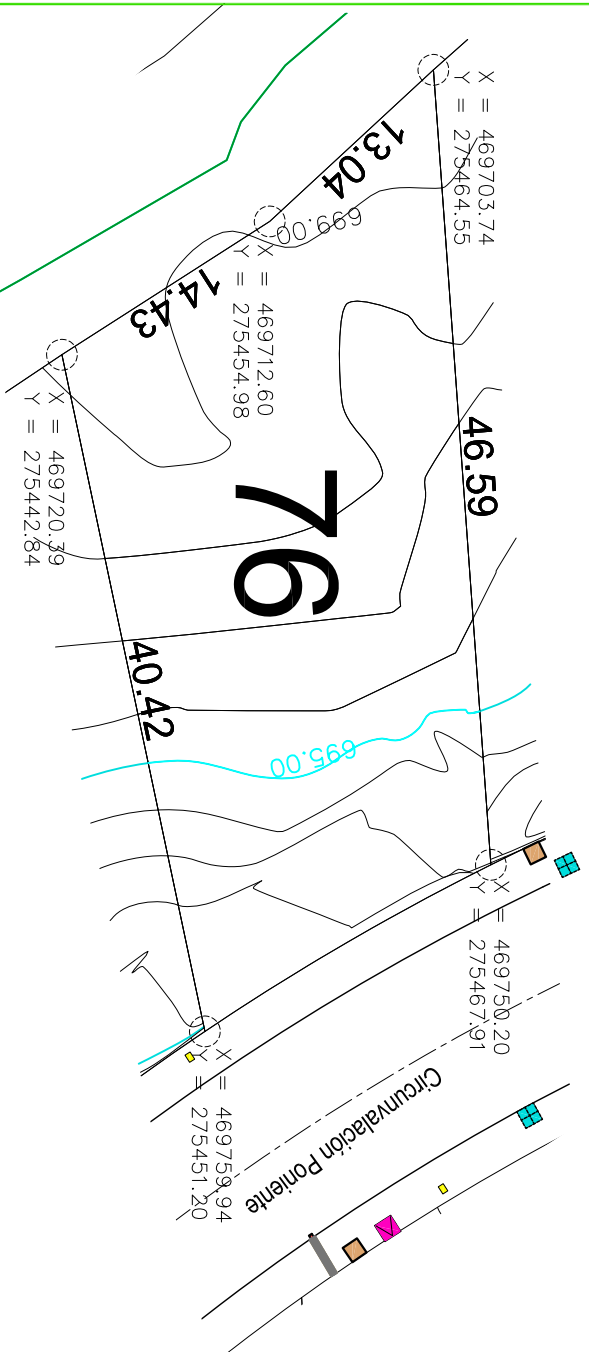 X = 469703.74
Y = 275464.55
13.04
699.00
X = 469712.60
Y = 275454.98
14.43
X = 469720.39
Y = 275442.84
46.59
76
40.42
695.00
X = 469750.20
Y = 275467.91
X = 469759.94
Y = 275451.20
Circunvalación Poniente